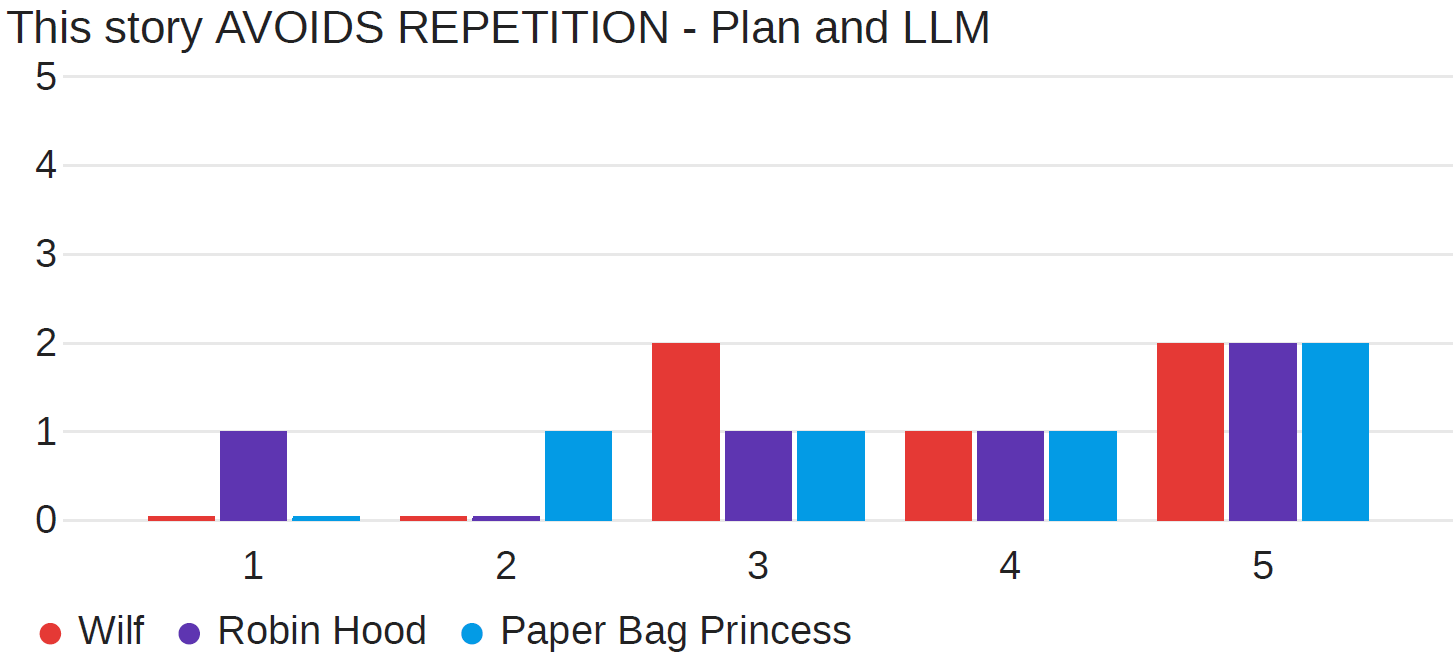 This story AVOIDS REPETITION - Plan and LLM
5
4
3
2
1
0
1 2 3 4 5
Wilf Robin Hood Paper Bag Princess